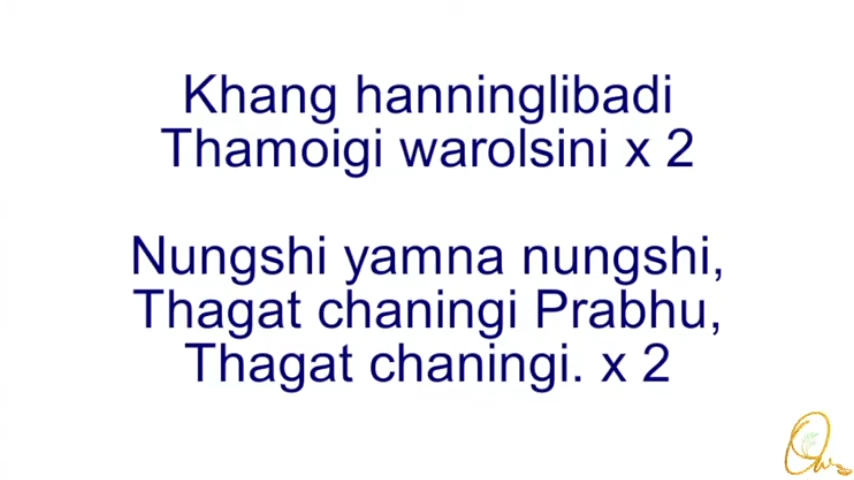 Khang hanninglibadi
Thamoigi warolsini x 2
Nungshi yamna nungshi,
Thagat chaningi Prabhu,
Thagat chaningi. x 2